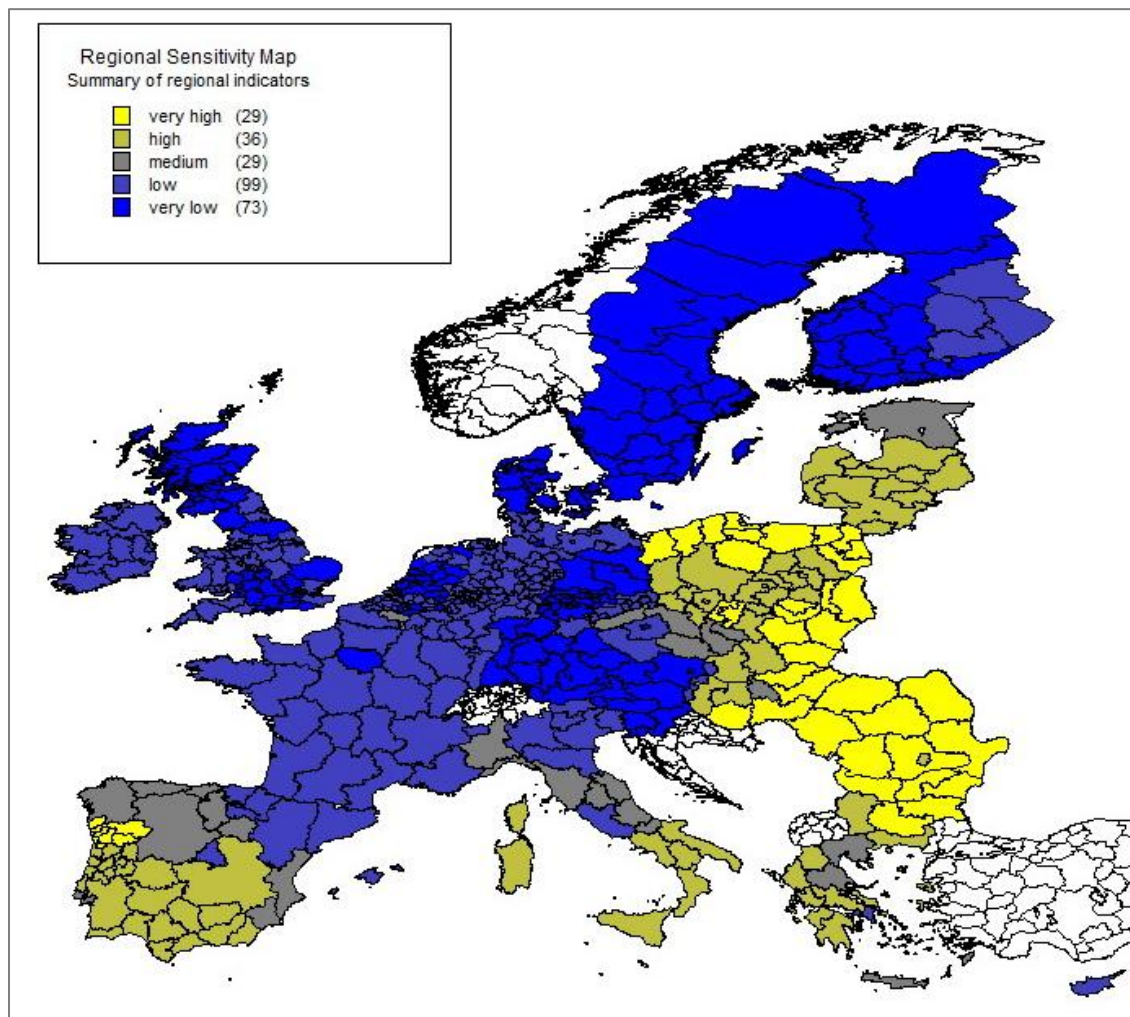 Regional Sensitivity Map
Summary of regional indicators
very high (29)
high (36)
medium (29)
low (99)
very low (73)